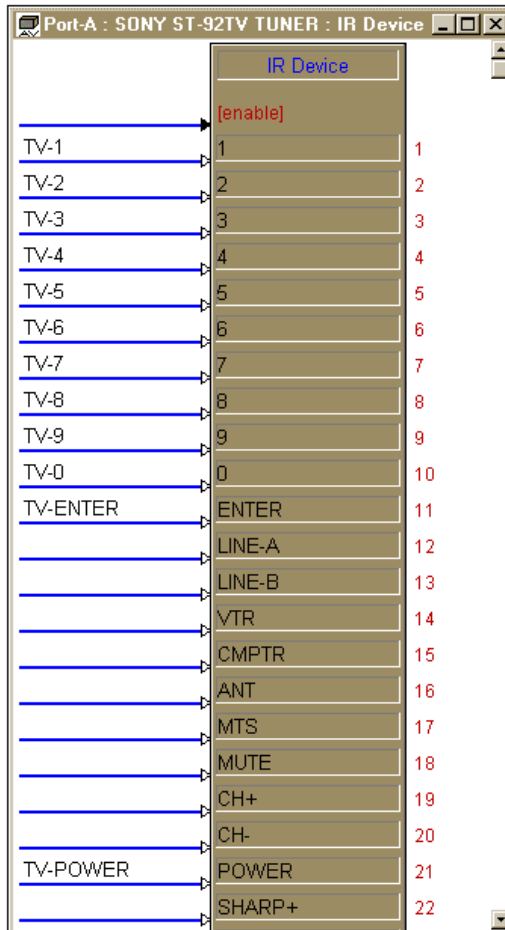 Port-A : SONY ST-92TV TUNER : IR Device
IR Device
[enable]
TV-1 1 1
TV-2 2 2
TV-3 3 3
TV-4 4 4
TV-5 5 5
TV-6 6 6
TV-7 7 7
TV-8 8 8
TV-9 9 9
TV-0 0 10
TV-ENTER ENTER 11
LINE-A 12
LINE-B 13
VTR 14
CMPTR 15
ANT 16
MTS 17
MUTE 18
CH+ 19
CH- 20
TV-POWER POWER 21
SHARP+ 22